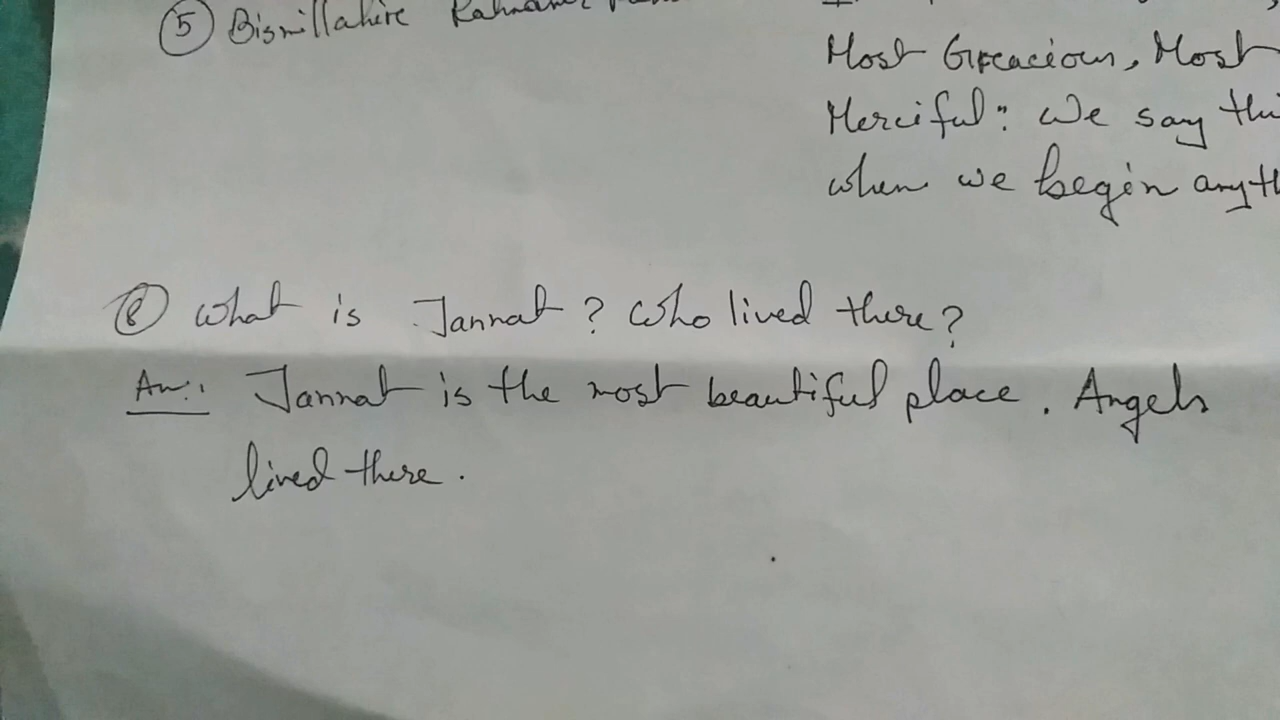 ⑤ Bismillahire
Most Greacious, Most
Merciful": We say
when we begin
⑧ What is Jannat? Who lived there?
Ans: Jannat is the most beautiful place. Angels
lived there.